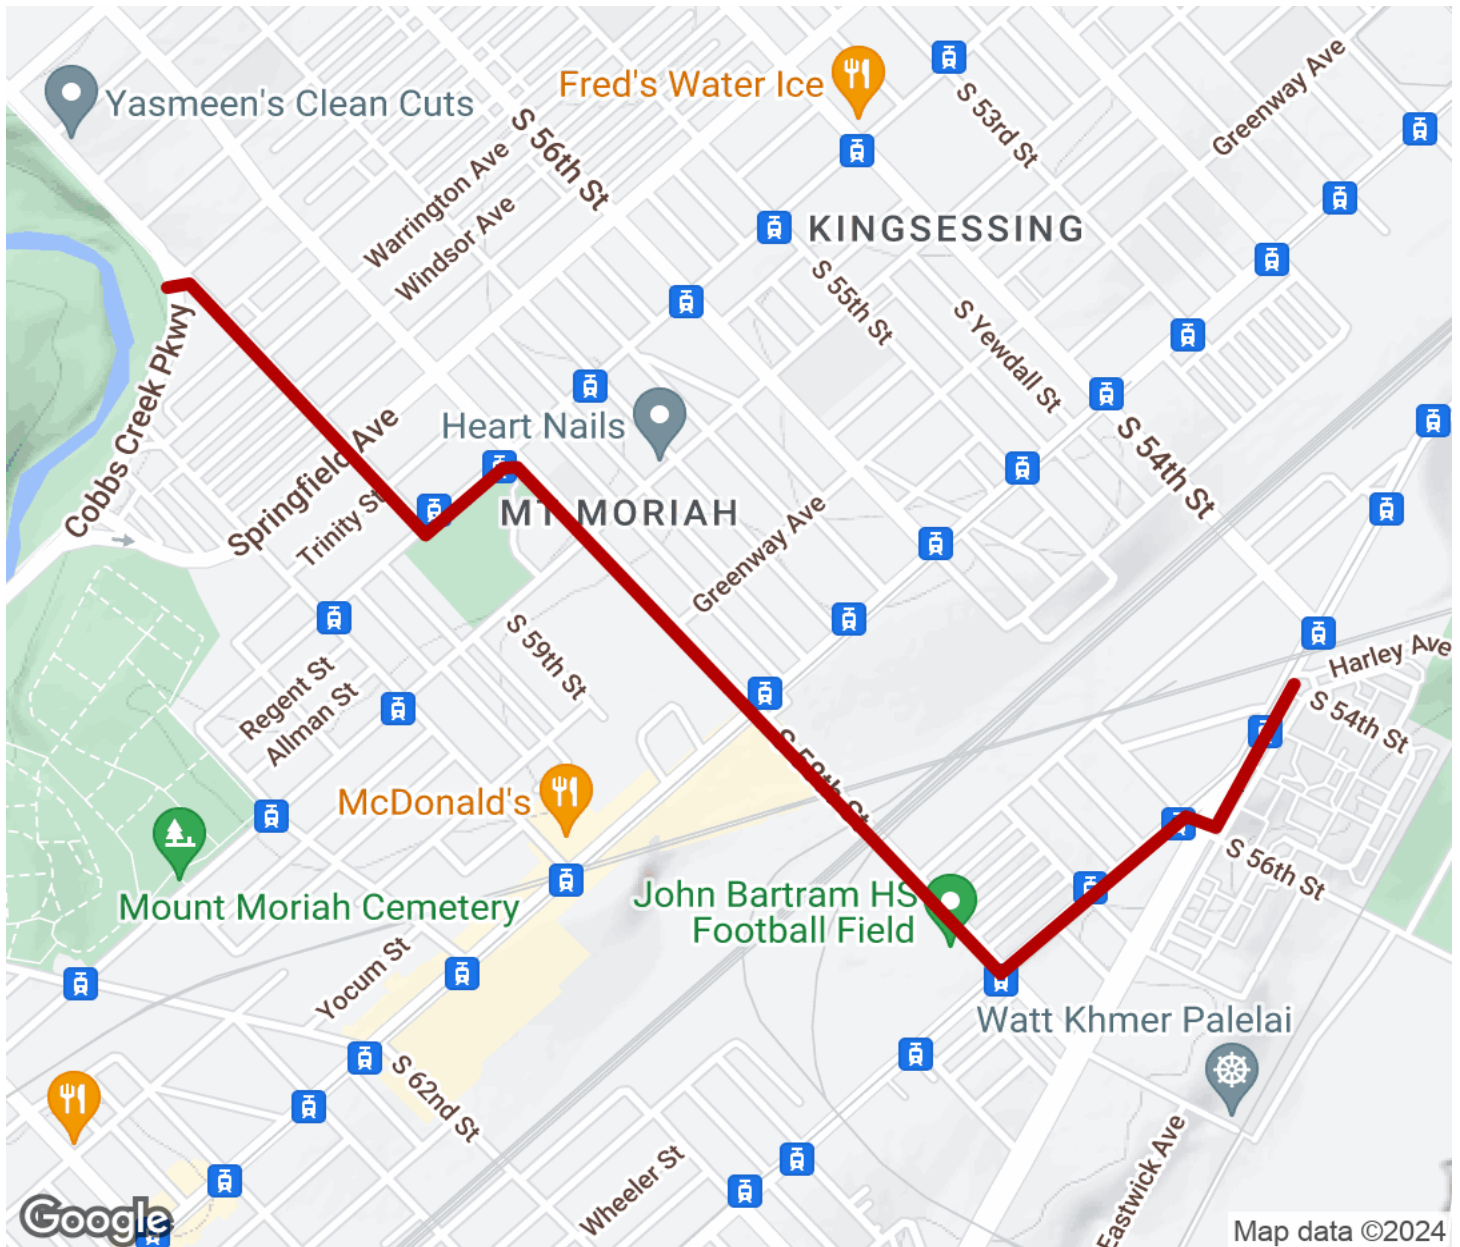 Fred's Water Ice
Yasmeen's Clean Cuts
S 56th St
S 53rd St
Greenway Ave
Warrington Ave
Windsor Ave
KINGSESSING
S 55th St
S Yewdall St
Cobbs Creek Pkwy
Heart Nails
Springfield Ave
Trinity St
MT MORIAH
S 54th St
Greenway Ave
S 59th St
Harley Ave
Regent St
Allman St
S 54th St
S 58th St
McDonald's
S 56th St
John Bartram HS
Football Field
Mount Moriah Cemetery
Yocum St
Watt Khmer Palelai
S 62nd St
Wheeler St
Eastwick Ave
Google
Map data ©2024